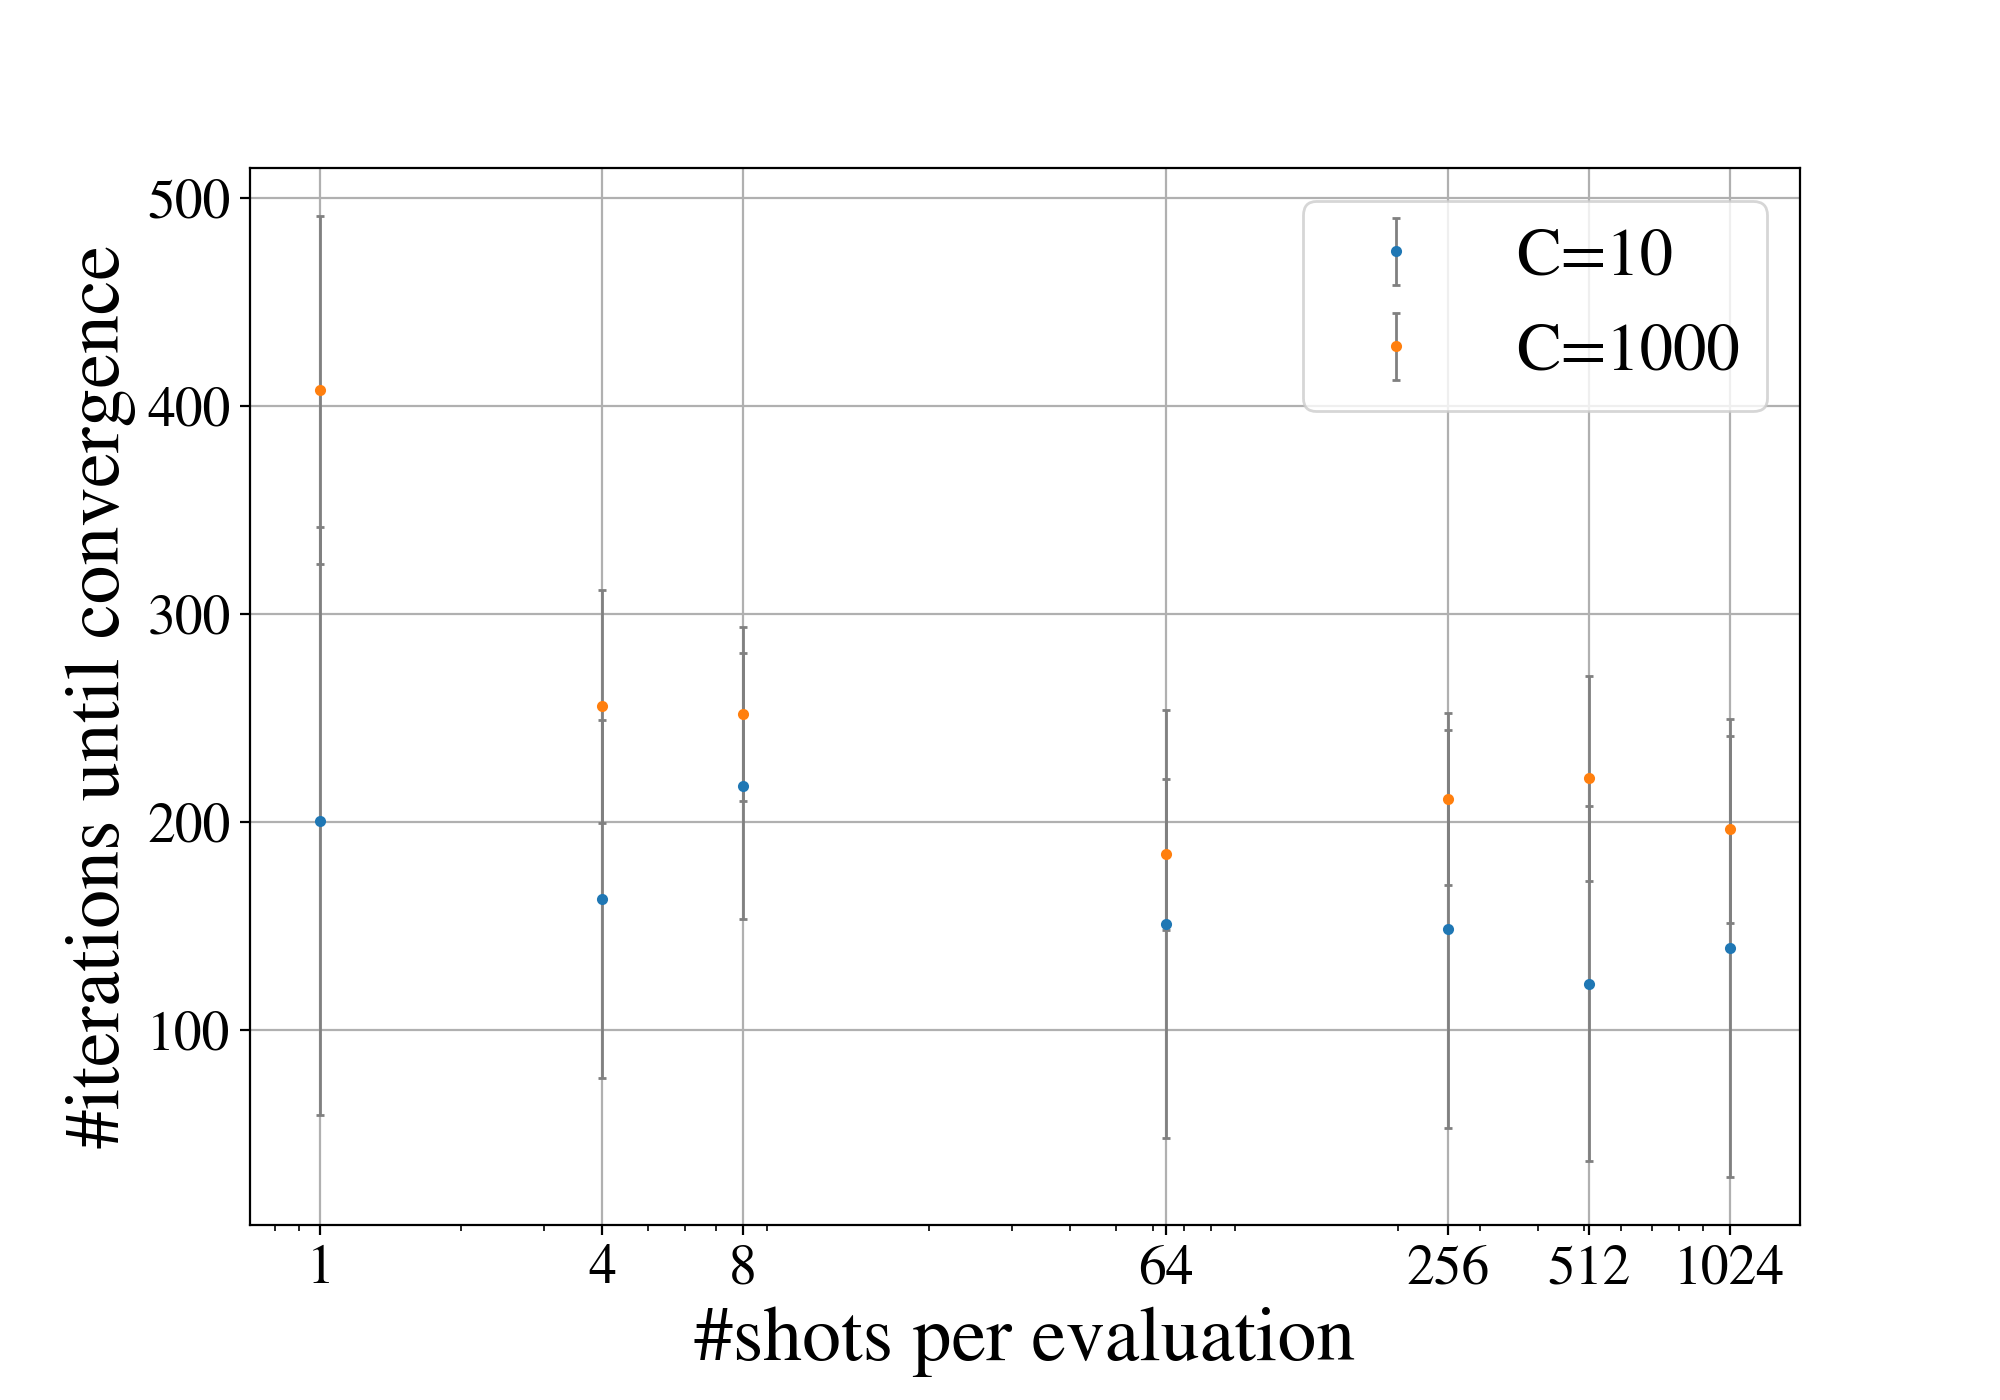 500
400
300
200
100
#iterations until convergence
C=10
C=1000
1 4 8 64 256 512 1024
#shots per evaluation